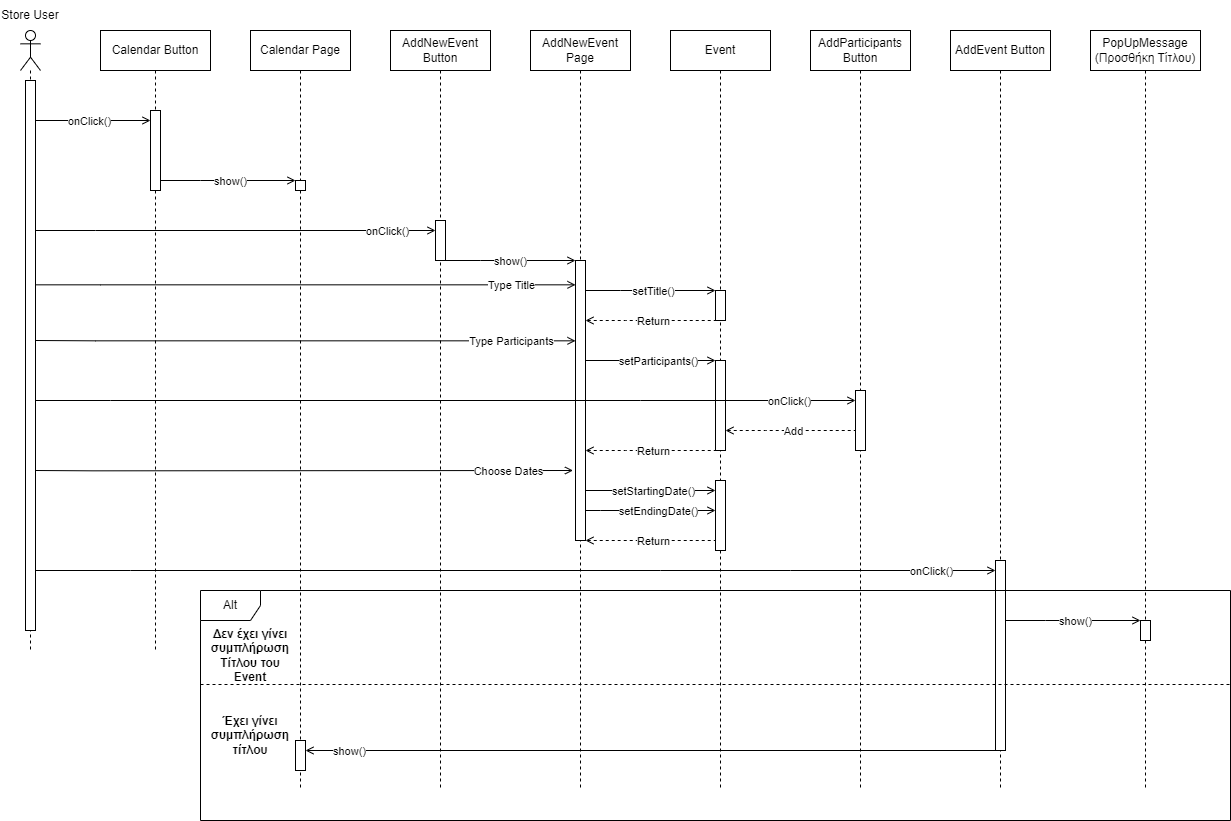 Store User
Calendar Button
Calendar Page
AddNewEvent
Button
AddNewEvent
Page
Event
AddParticipants
Button
AddEvent Button
PopUpMessage
(Προσθήκη Τίτλου)
onClick()
show()
onClick()
show()
Type Title
setTitle()
Return
Type Participants
setParticipants()
onClick()
Add
Return
Choose Dates
setStartingDate()
setEndingDate()
Return
onClick()
Alt
show()
Δεν έχει γίνει
συμπλήρωση
Τίτλου του
Event
Έχει γίνει
συμπλήρωση
τίτλου
show()